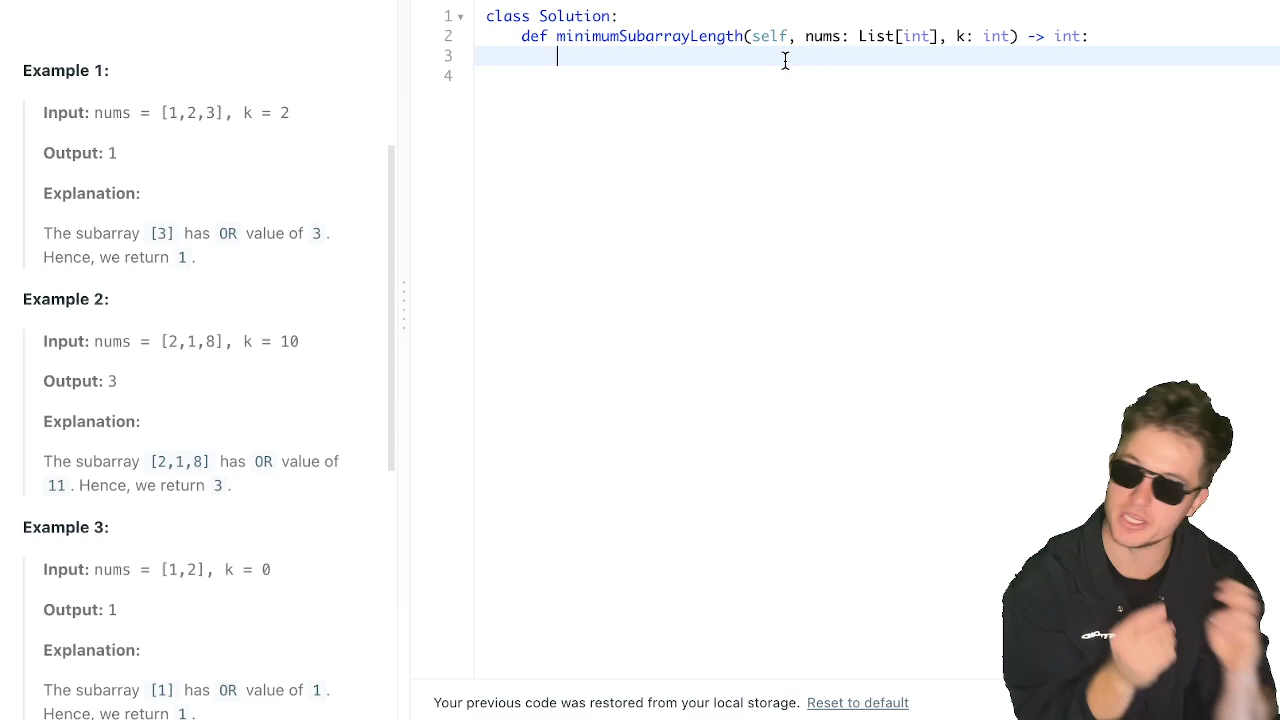 Example 1:
Input: nums = [1,2,3], k = 2
Output: 1
Explanation:
The subarray [3] has OR value of 3.
Hence, we return 1.
Example 2:
Input: nums = [2,1,8], k = 10
Output: 3
Explanation:
The subarray [2,1,8] has OR value of
11. Hence, we return 3.
Example 3:
Input: nums = [1,2], k = 0
Output: 1
Explanation:
The subarray [1] has OR value of 1.
Hence, we return 1.
1 class Solution:
2 def minimumSubarrayLength(self, nums: List[int], k: int) -> int:
3
4
Your previous code was restored from your local storage. Reset to default